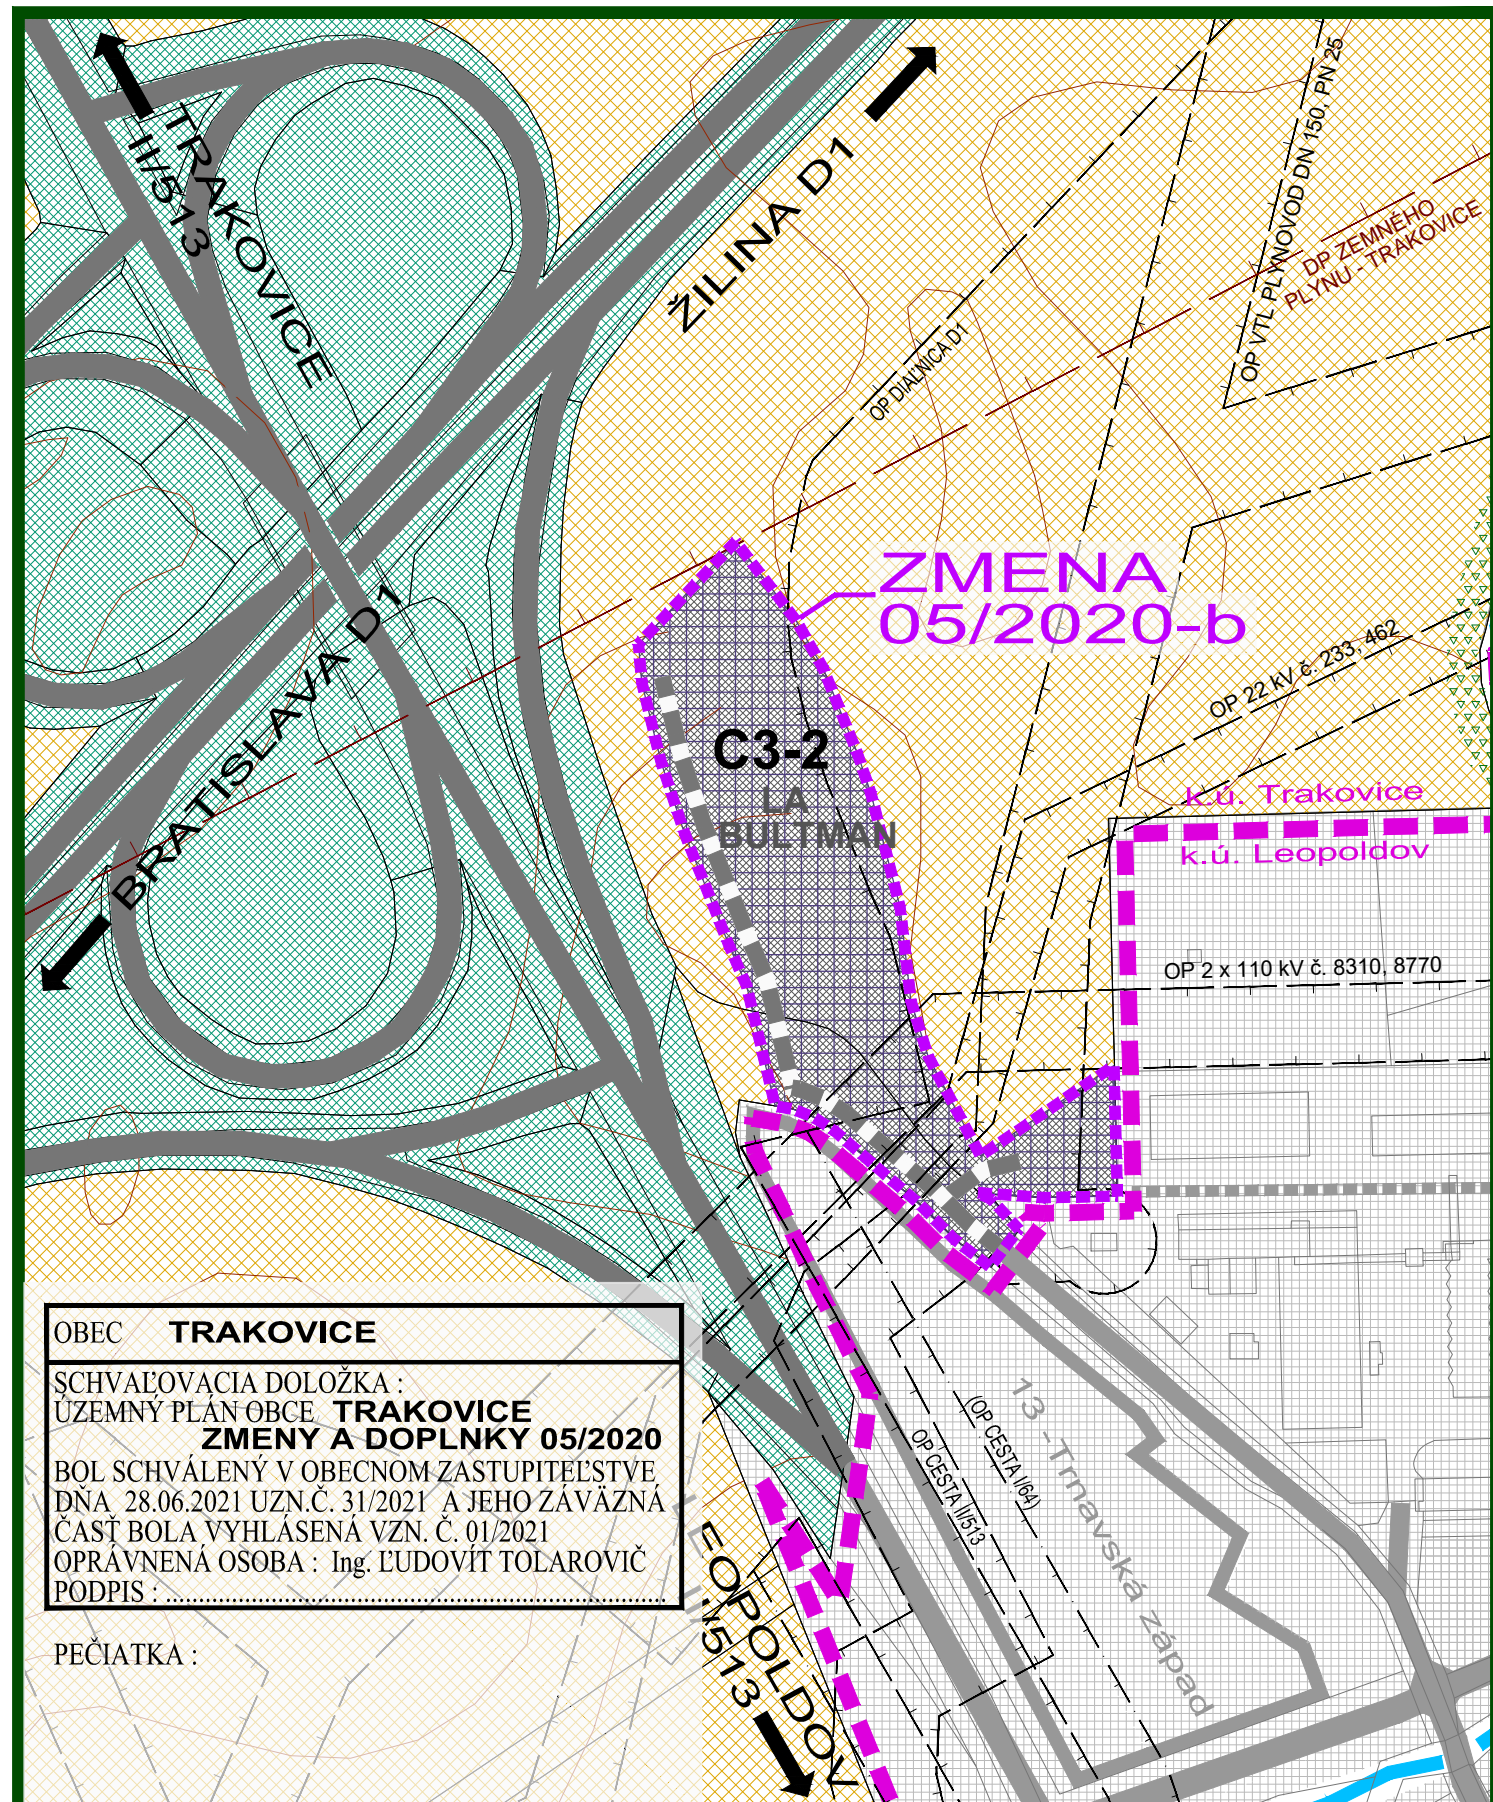 TRAKOVICE
II/513
ŽILINA D1
OP DIAĽNICA D1
OP VTL PLYNOVOD DN 150, PN 25
DP ZEMNÉHO
PLYNU - TRAKOVICE
ZMENA
05/2020-b
BRATISLAVA D1
OP 22 kV č. 233, 462
C3-2
LA
BULTMAN
k.ú. Trakovice
k.ú. Leopoldov
OP 2 x 110 kV č. 8310, 8770
OBEC TRAKOVICE
SCHVAĽOVACIA DOLOŽKA :
ÚZEMNÝ PLÁN OBCE TRAKOVICE
ZMENY A DOPLNKY 05/2020
BOL SCHVÁLENÝ V OBECNOM ZASTUPITEĽSTVE
DŇA 28.06.2021 UZN.Č. 31/2021 A JEHO ZÁVÄZNÁ
ČASŤ BOLA VYHLÁSENÁ VZN. Č. 01/2021
OPRÁVNENÁ OSOBA : Ing. ĽUDOVÍT TOLAROVIČ
PODPIS : ............................................................................
PEČIATKA :
OP CESTA II/513
(OP CESTA I/64)
13 - Trnavská západ
LEOPOLDOV
/513